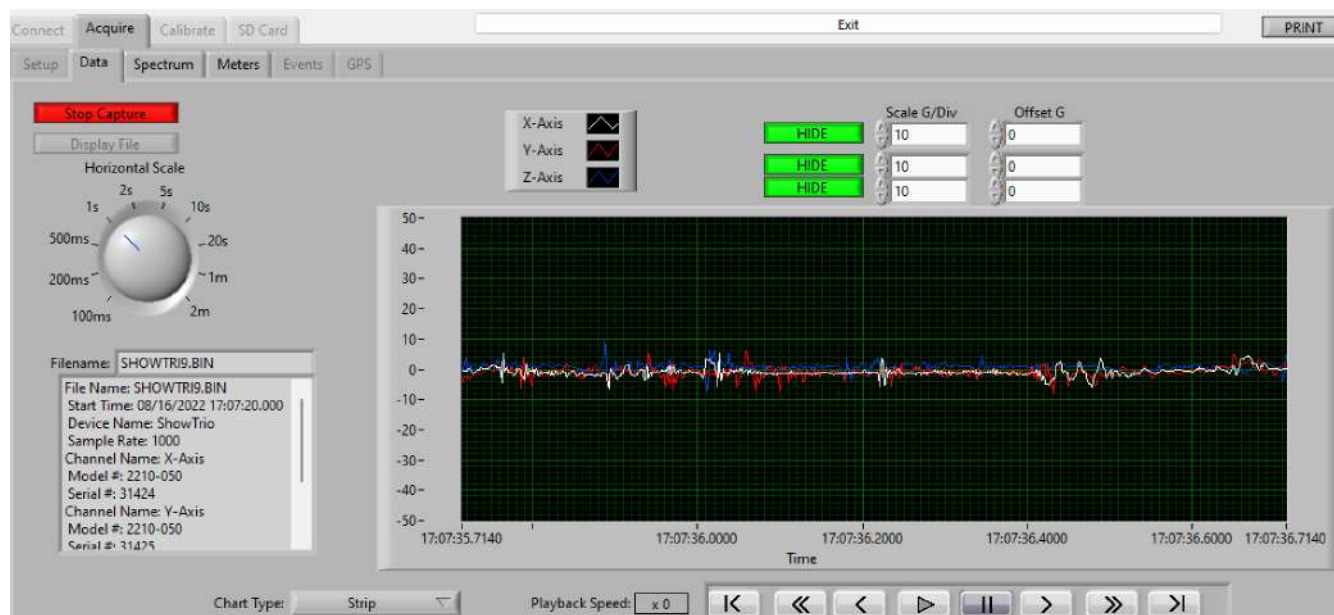 Connect Acquire Calibrate SD Card Exit PRINT
Setup Data Spectrum Meters Events GPS
Stop Capture
Display File
Horizontal Scale
100ms
200ms
500ms
1s
2s
5s
10s
20s
1m
2m
X-Axis
Y-Axis
Z-Axis
Scale G/Div Offset G
HIDE 10 0
HIDE 10 0
HIDE 10 0
Filename: SHOWTRI9.BIN
File Name: SHOWTRI9.BIN
Start Time: 08/16/2022 17:07:20.000
Device Name: ShowTrio
Sample Rate: 1000
Channel Name: X-Axis
Model #: 2210-050
Serial #: 31424
Channel Name: Y-Axis
Model #: 2210-050
Serial #: 31425
50
40
30
20
10
0
-10
-20
-30
-40
-50
17:07:35.7140 17:07:36.0000 17:07:36.2000 17:07:36.4000 17:07:36.6000 17:07:36.7140
Time
Chart Type: Strip Playback Speed: x 0